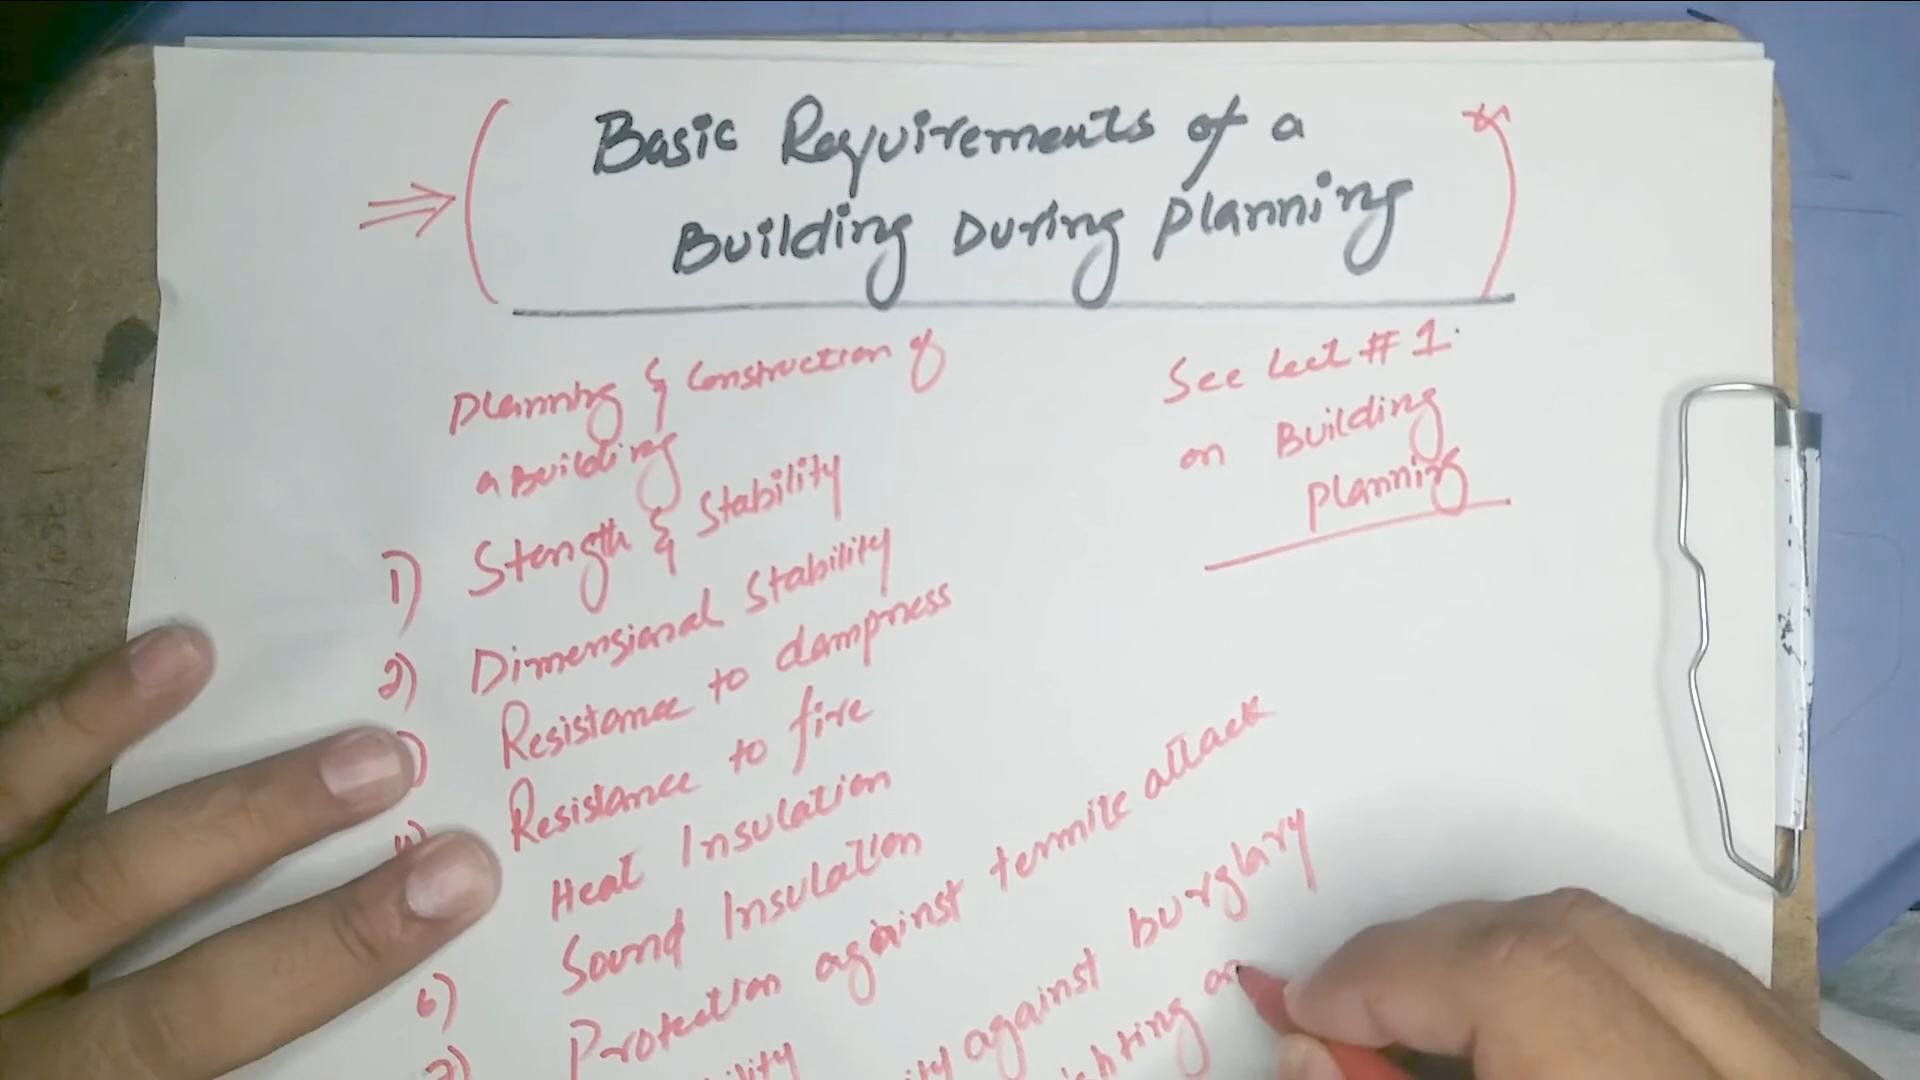 Basic Requirements of a
Building During planning
Planning & Construction of
a Building
See Lect # 1.
on Building
planning
1) Stength & Stability
2) Dimensional Stability
) Resistance to dampness
Resistance to fire
Heat Insulation
6) Sound Insulation
7) Protection against termite attack
against burglary